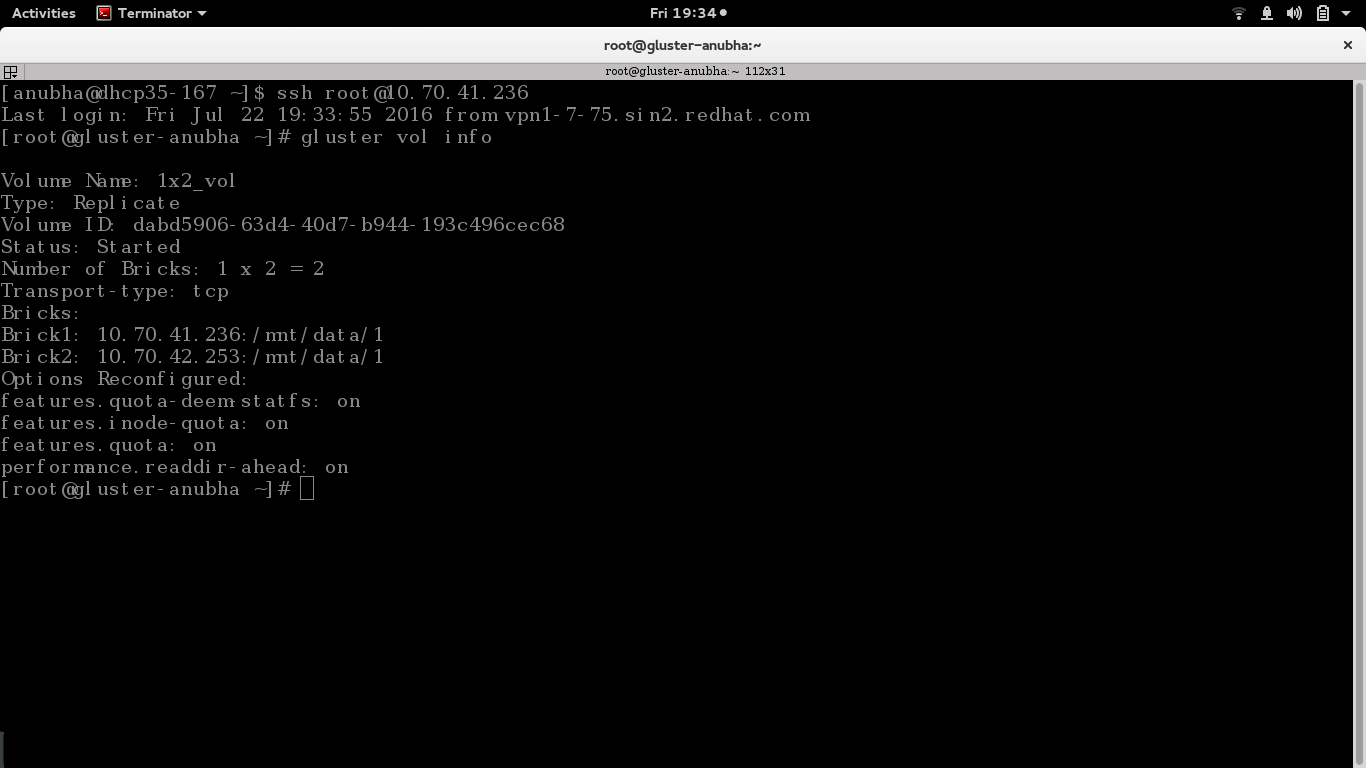 Activities Terminator Fri 19:34
root@gluster-anubha:~
root@gluster-anubha:~ 112x31
[anubha@dhcp35-167 ~]$ ssh root@10.70.41.236
Last login: Fri Jul 22 19:33:55 2016 from vpn1-7-75.sin2.redhat.com
[root@gluster-anubha ~]# gluster vol info

Volume Name: 1x2_vol
Type: Replicate
Volume ID: dabd5906-63d4-40d7-b944-193c496cec68
Status: Started
Number of Bricks: 1 x 2 = 2
Transport-type: tcp
Bricks:
Brick1: 10.70.41.236:/mnt/data/1
Brick2: 10.70.42.253:/mnt/data/1
Options Reconfigured:
features.quota-deem-statfs: on
features.inode-quota: on
features.quota: on
performance.readdir-ahead: on
[root@gluster-anubha ~]#